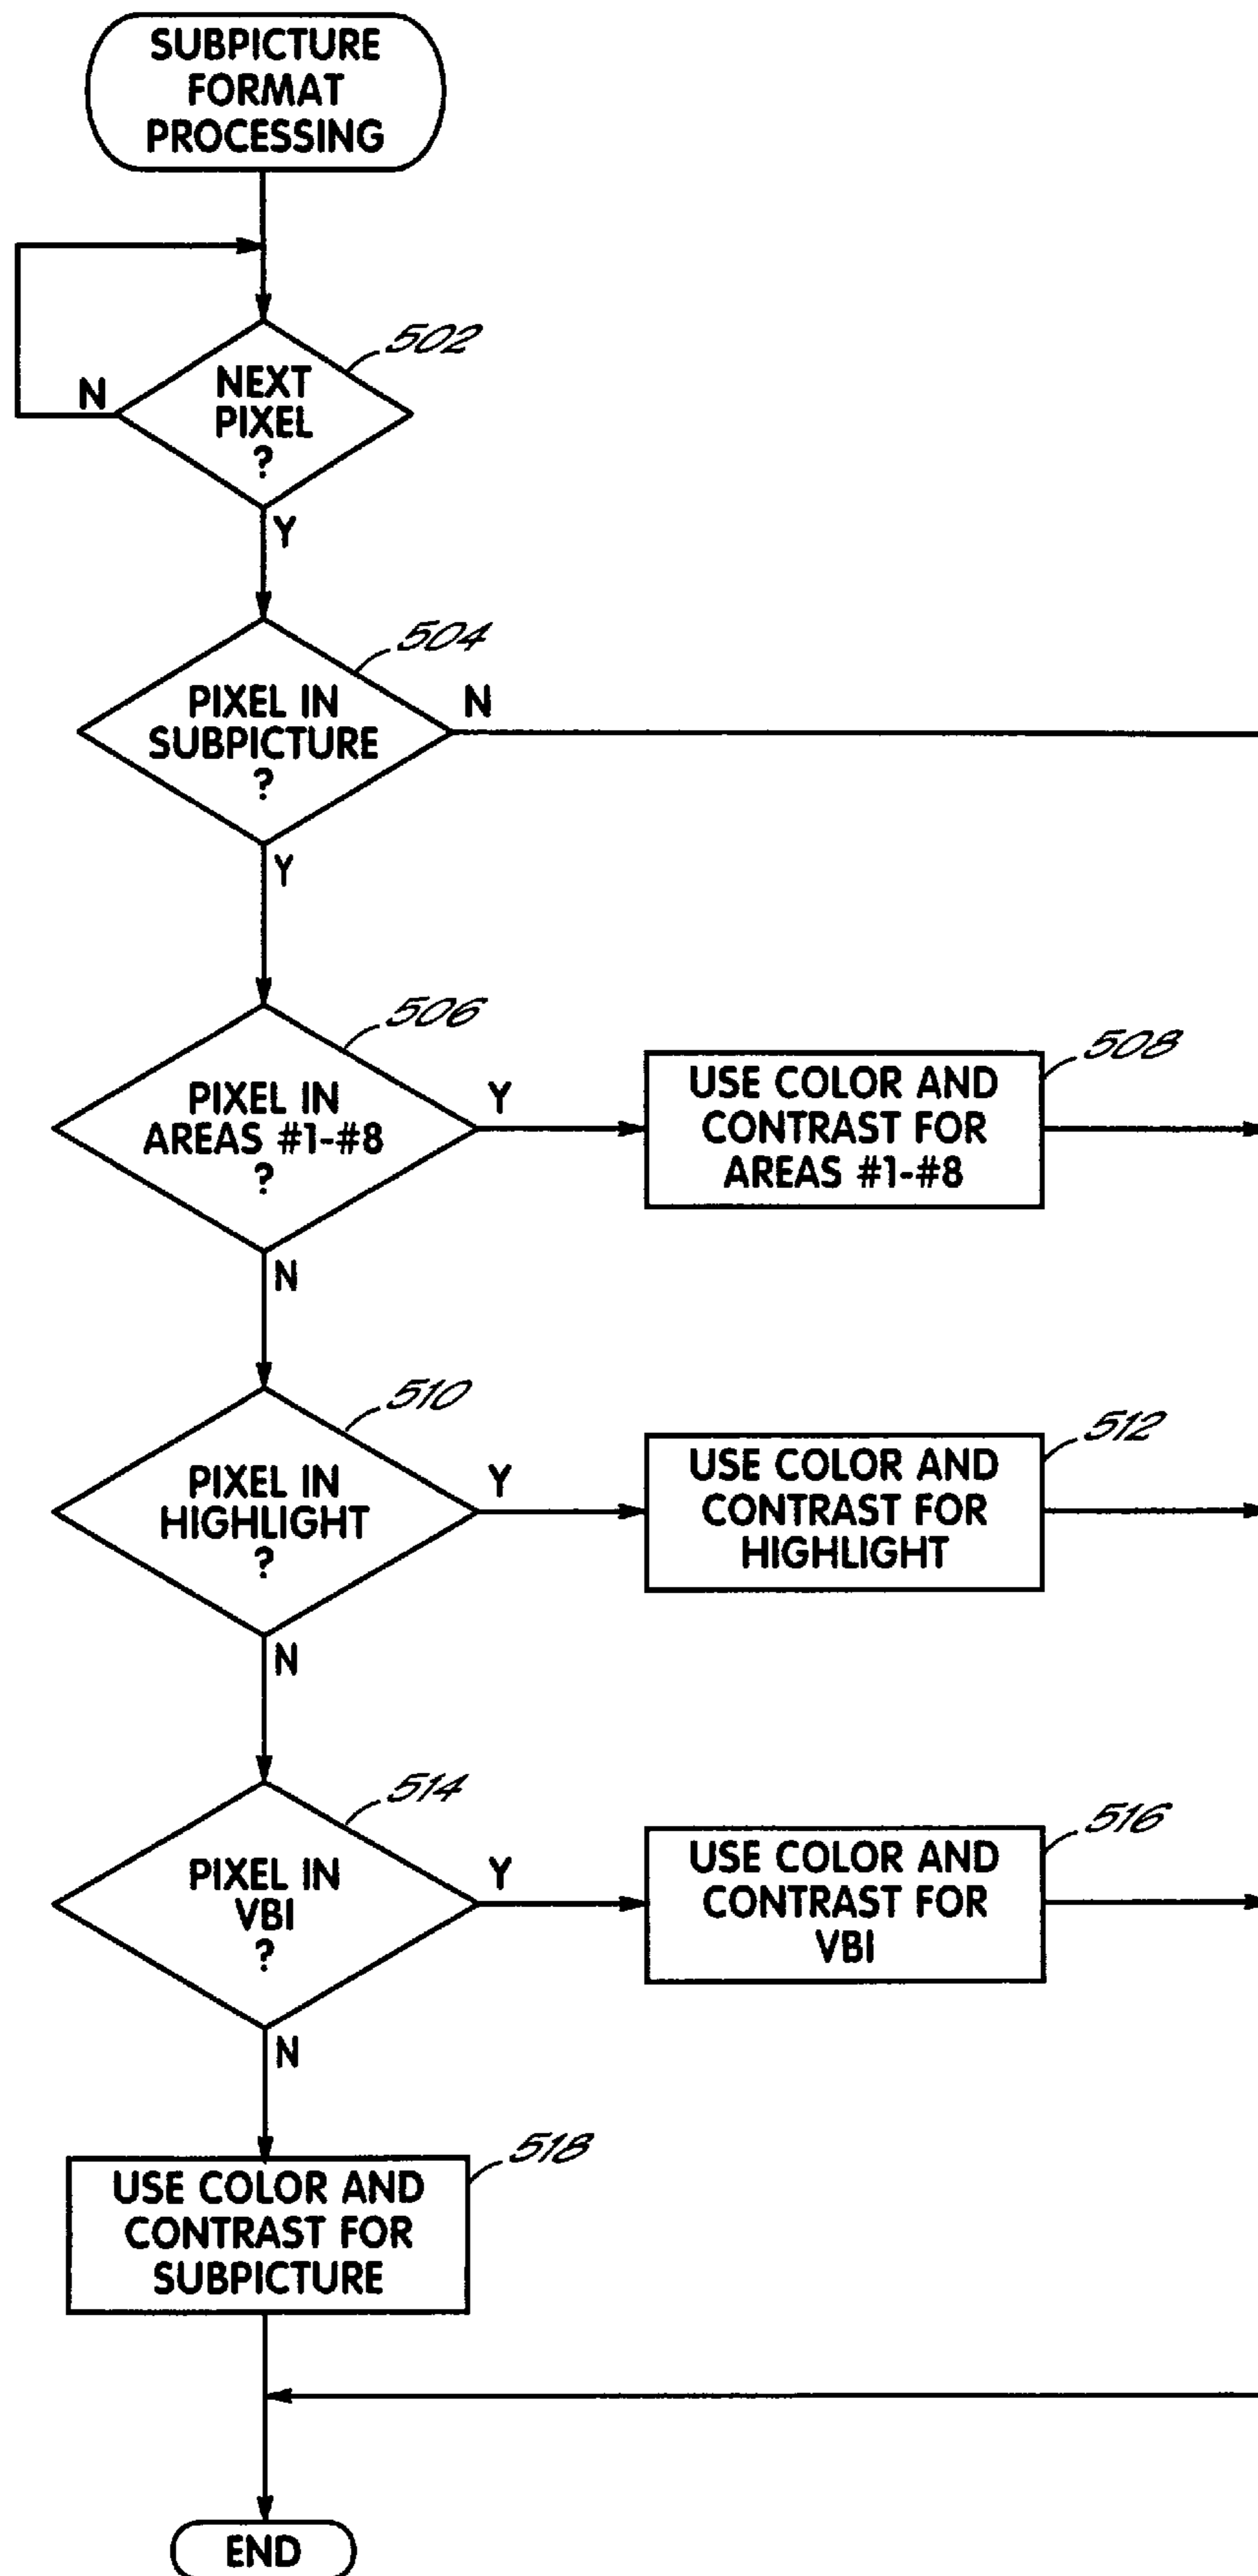 SUBPICTURE
FORMAT
PROCESSING
502
NEXT
PIXEL
?
N
Y
504
PIXEL IN
SUBPICTURE
?
N
Y
506
PIXEL IN
AREAS #1-#8
?
Y
508
USE COLOR AND
CONTRAST FOR
AREAS #1-#8
N
510
PIXEL IN
HIGHLIGHT
?
Y
512
USE COLOR AND
CONTRAST FOR
HIGHLIGHT
N
514
PIXEL IN
VBI
?
Y
516
USE COLOR AND
CONTRAST FOR
VBI
N
518
USE COLOR AND
CONTRAST FOR
SUBPICTURE
END